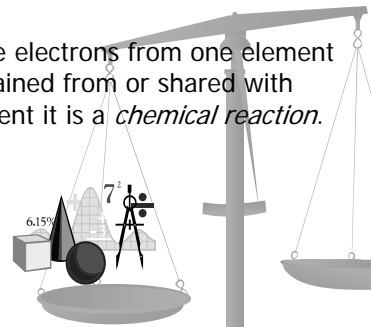 e electrons from one element
ained from or shared with
ent it is a chemical reaction.
7²
6.15%